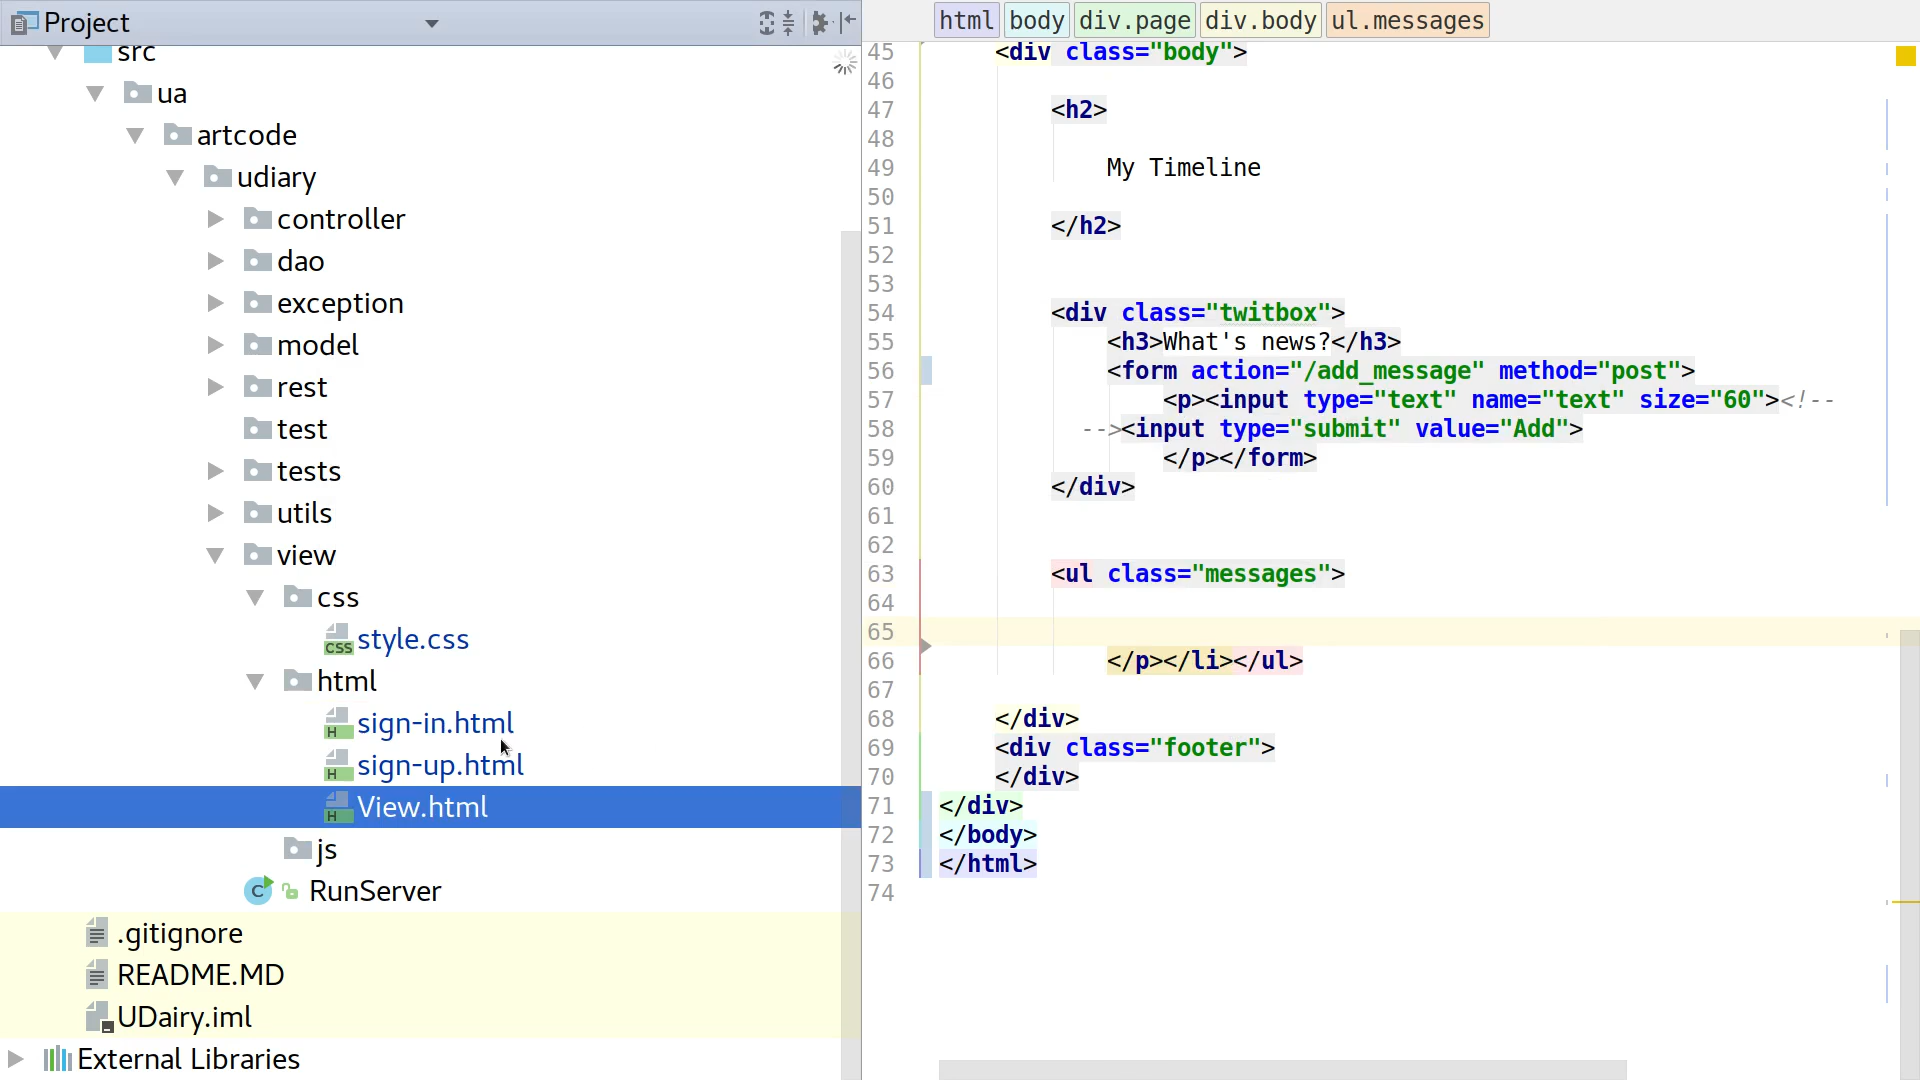 Project
src
ua
artcode
udiary
controller
dao
exception
model
rest
test
tests
utils
view
css
CSS style.css
html
H sign-in.html
H sign-up.html
H View.html
js
C RunServer
.gitignore
README.MD
UDairy.iml
External Libraries
html body div.page div.body ul.messages
45 <div class="body">
46
47 <h2>
48
49 My Timeline
50
51 </h2>
52
53
54 <div class="twitbox">
55 <h3>What's news?</h3>
56 <form action="/add_message" method="post">
57 <p><input type="text" name="text" size="60"><!--
58 --><input type="submit" value="Add">
59 </p></form>
60 </div>
61
62
63 <ul class="messages">
64
65
66 </p></li></ul>
67
68 </div>
69 <div class="footer">
70 </div>
71 </div>
72 </body>
73 </html>
74